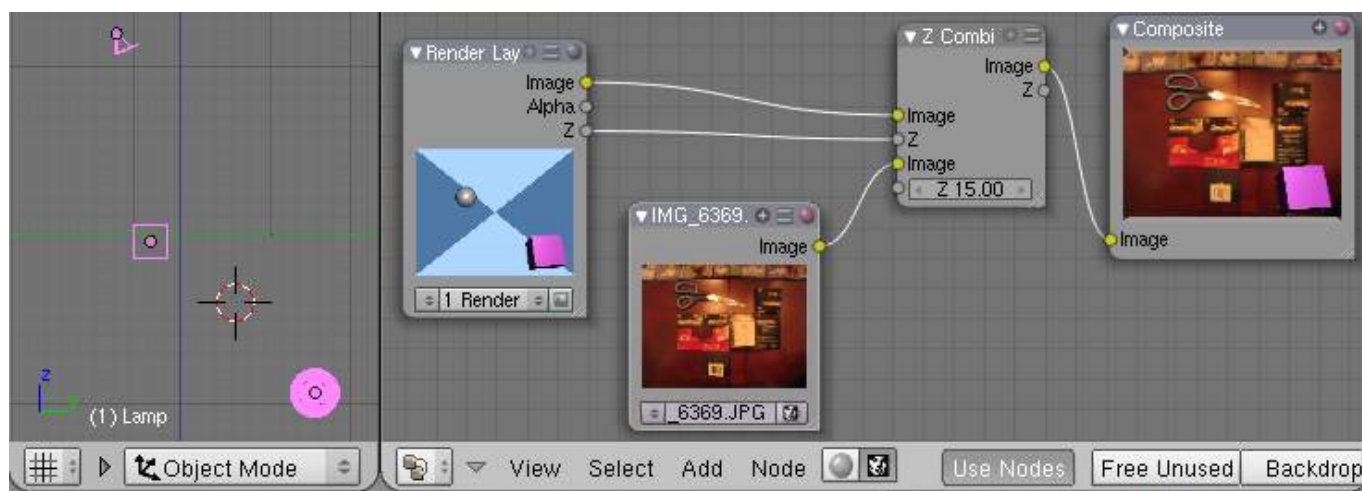 z
y
(1) Lamp
Object Mode
Render Lay
Image
Alpha
Z
1 Render
IMG_6369.
Image
_6369.JPG
Z Combi
Image
Z
Image
Z
Image
Z 15.00
Composite
Image
View Select Add Node Use Nodes Free Unused Backdrop